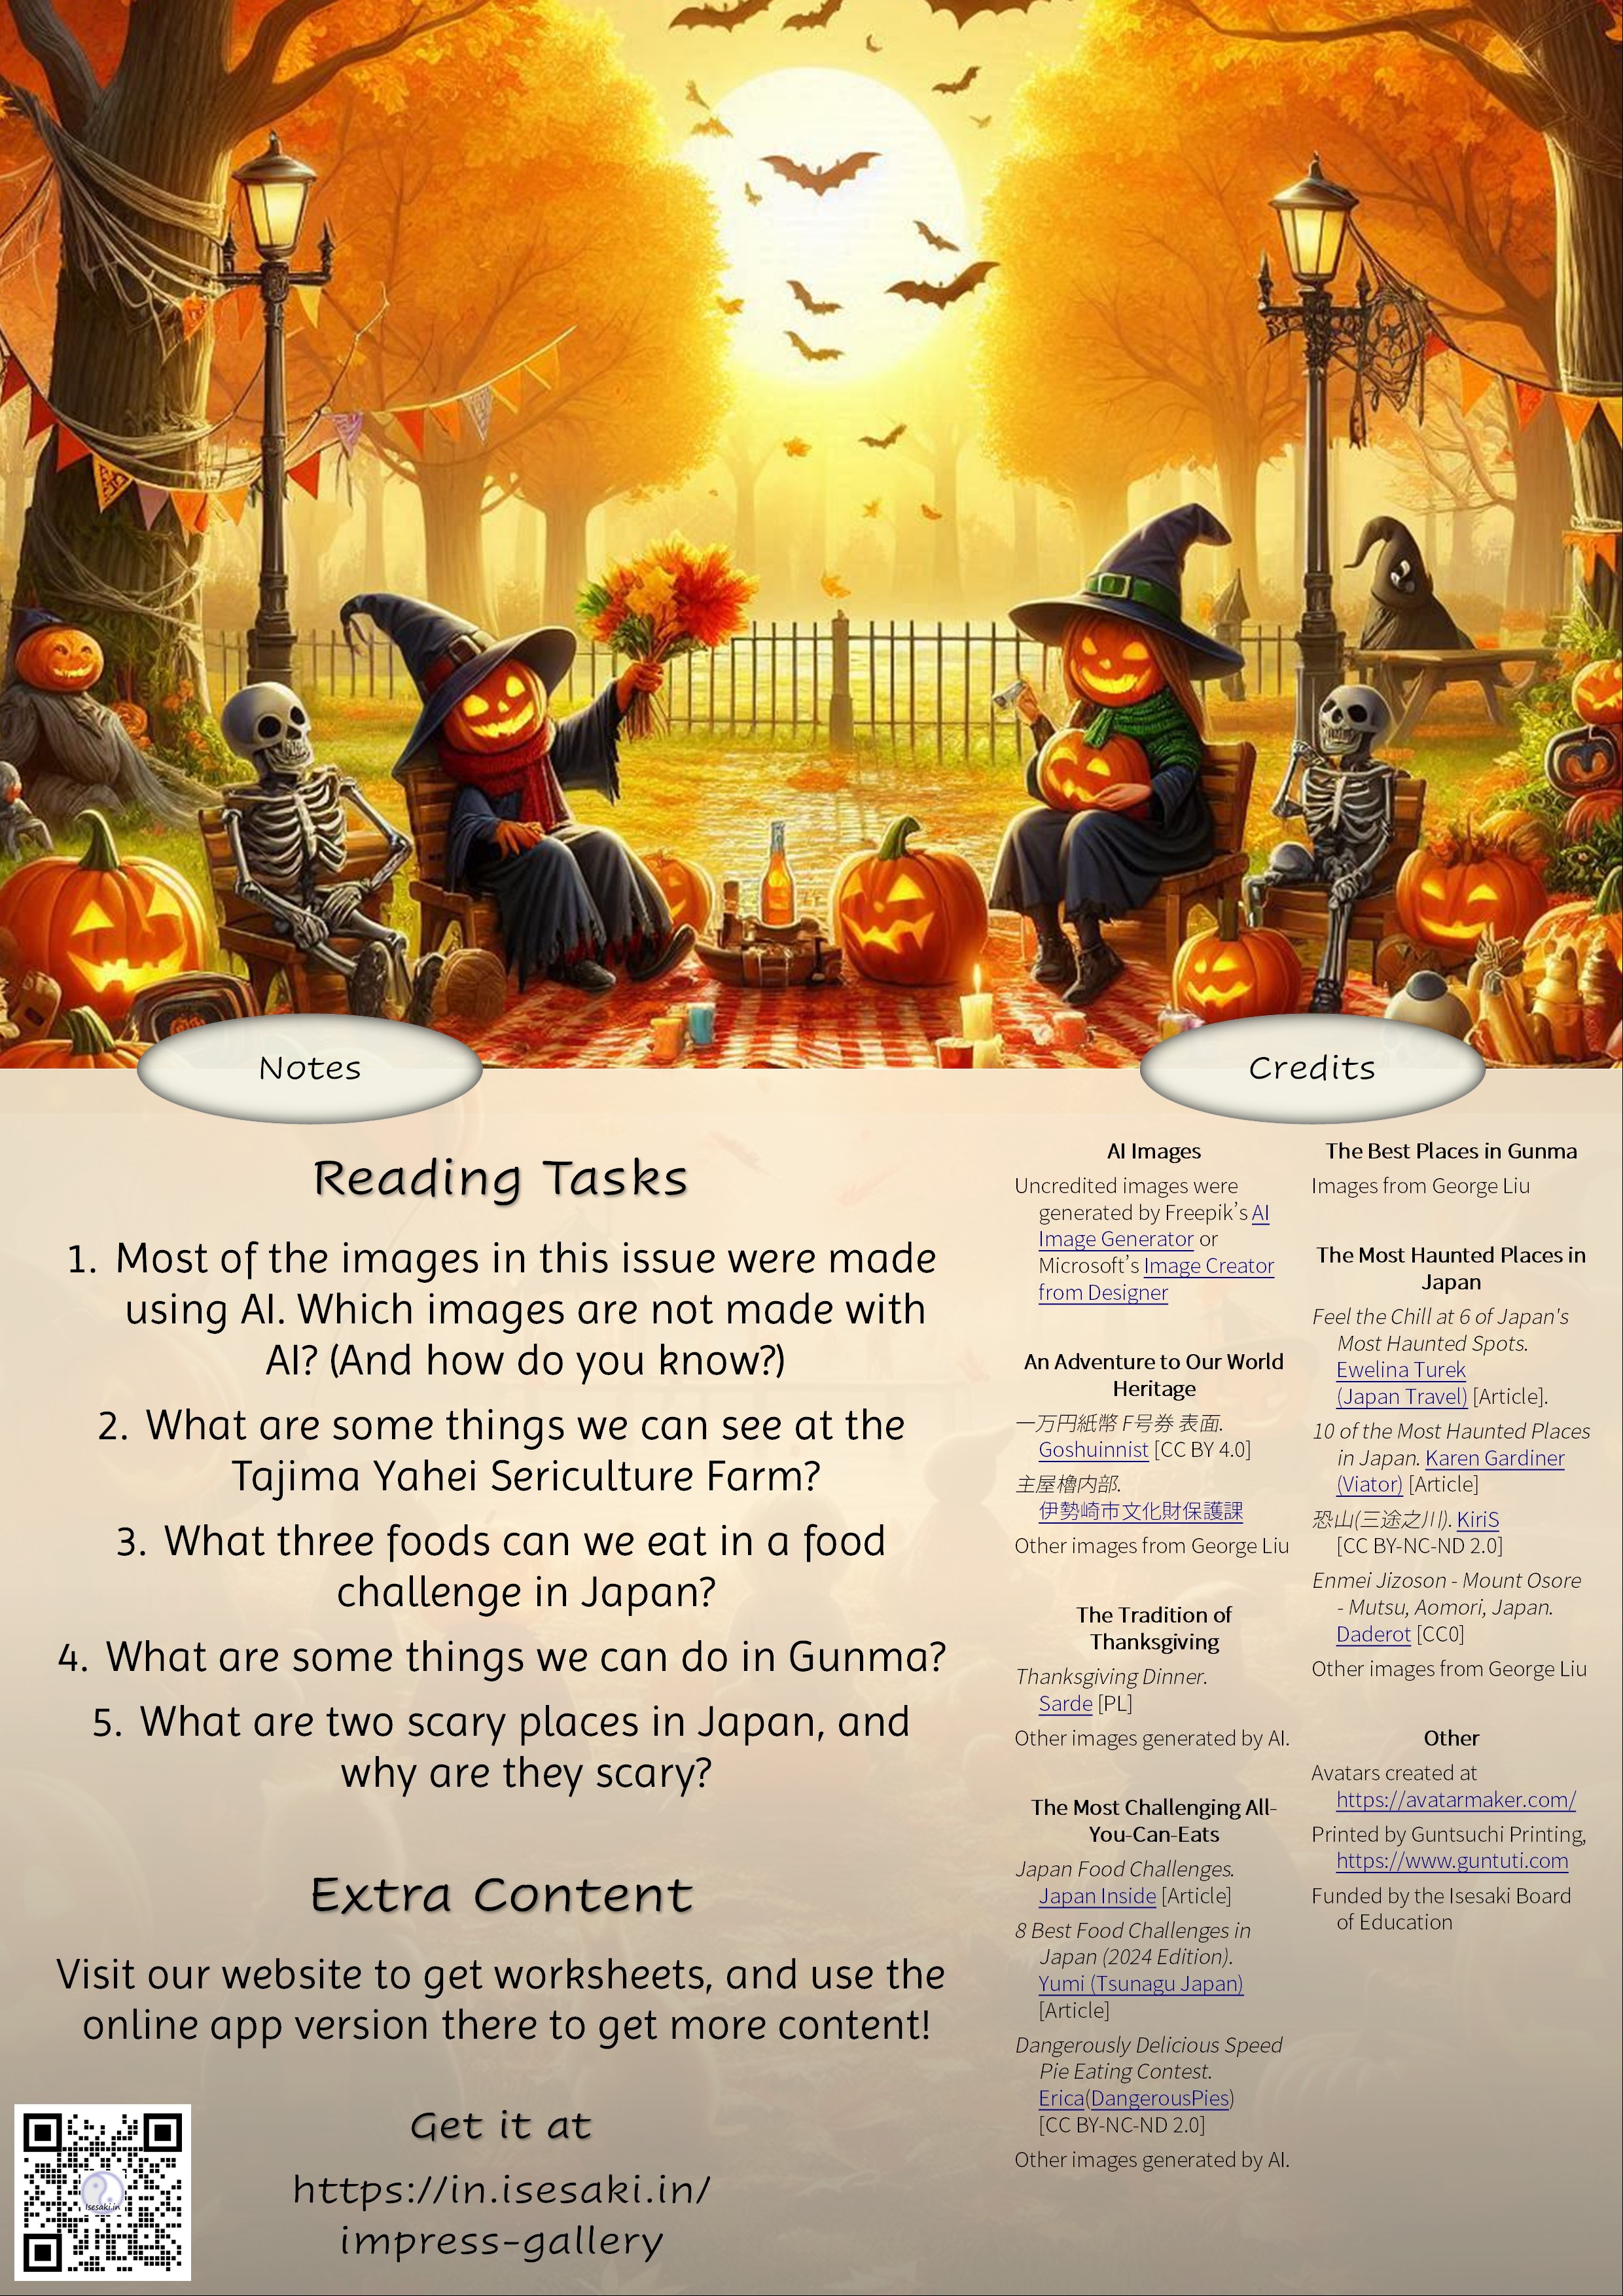 Notes
Reading Tasks
1. Most of the images in this issue were made
using AI. Which images are not made with
AI? (And how do you know?)
2. What are some things we can see at the
Tajima Yahei Sericulture Farm?
3. What three foods can we eat in a food
challenge in Japan?
4. What are some things we can do in Gunma?
5. What are two scary places in Japan, and
why are they scary?
Extra Content
Visit our website to get worksheets, and use the
online app version there to get more content!
Get it at
https://in.isesaki.in/
impress-gallery
Isesaki.in
Credits
AI Images
Uncredited images were
generated by Freepik’s AI
Image Generator or
Microsoft’s Image Creator
from Designer
An Adventure to Our World
Heritage
一万円紙幣 F号券 表面.
Goshuinnist [CC BY 4.0]
主屋櫓内部.
伊勢崎市文化財保護課
Other images from George Liu
The Tradition of
Thanksgiving
Thanksgiving Dinner.
Sarde [PL]
Other images generated by AI.
The Most Challenging All-
You-Can-Eats
Japan Food Challenges.
Japan Inside [Article]
8 Best Food Challenges in
Japan (2024 Edition).
Yumi (Tsunagu Japan)
[Article]
Dangerously Delicious Speed
Pie Eating Contest.
Erica(DangerousPies)
[CC BY-NC-ND 2.0]
Other images generated by AI.
The Best Places in Gunma
Images from George Liu
The Most Haunted Places in
Japan
Feel the Chill at 6 of Japan's
Most Haunted Spots.
Ewelina Turek
(Japan Travel) [Article].
10 of the Most Haunted Places
in Japan. Karen Gardiner
(Viator) [Article]
恐山(三途之川). KiriS
[CC BY-NC-ND 2.0]
Enmei Jizoson - Mount Osore
- Mutsu, Aomori, Japan.
Daderot [CC0]
Other images from George Liu
Other
Avatars created at
https://avatarmaker.com/
Printed by Guntsuchi Printing,
https://www.guntuti.com
Funded by the Isesaki Board
of Education